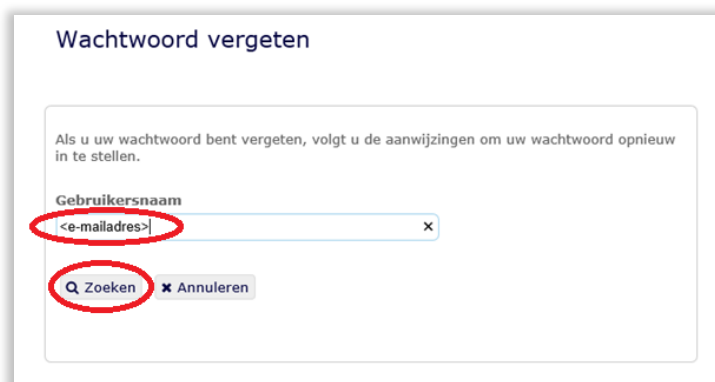 Wachtwoord vergeten
Als u uw wachtwoord bent vergeten, volgt u de aanwijzingen om uw wachtwoord opnieuw
in te stellen.
Gebruikersnaam
<e-mailadres>
Zoeken
Annuleren